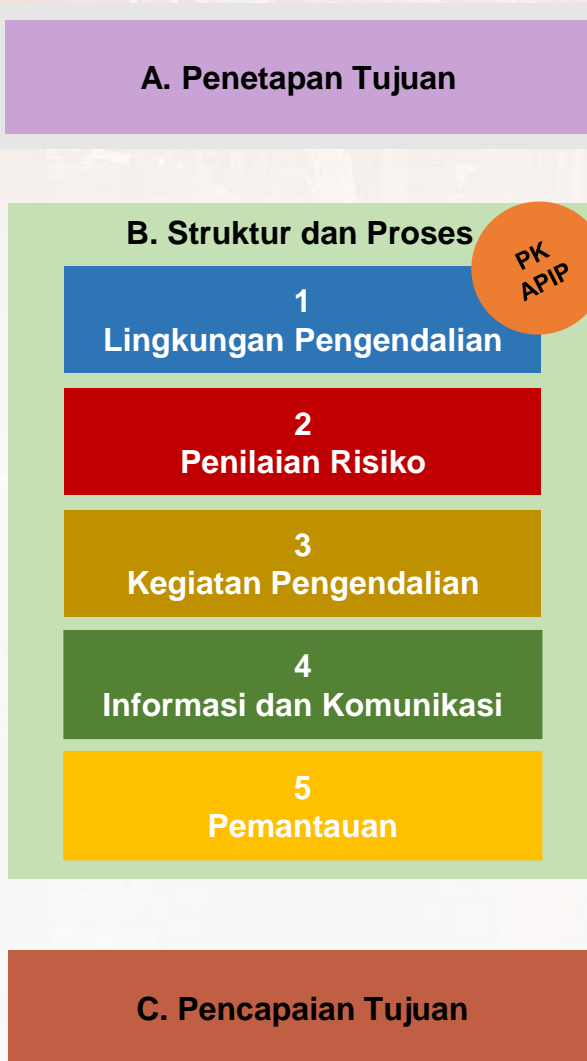 A. Penetapan Tujuan
B. Struktur dan Proses
PK
APIP
1
Lingkungan Pengendalian
2
Penilaian Risiko
3
Kegiatan Pengendalian
4
Informasi dan Komunikasi
5
Pemantauan
C. Pencapaian Tujuan